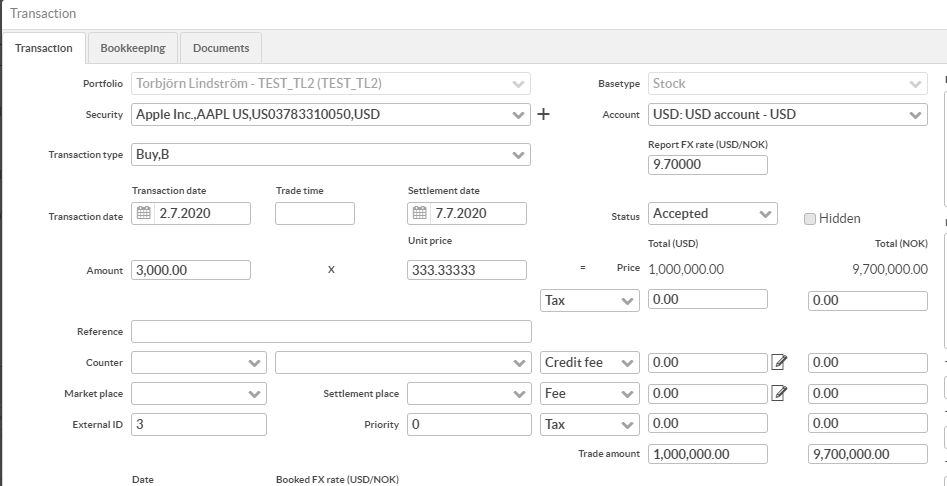 Transaction
Transaction Bookkeeping Documents
Portfolio Torbjörn Lindström - TEST_TL2 (TEST_TL2) Basetype Stock
Security Apple Inc.,AAPL US,US03783310050,USD + Account USD: USD account - USD
Report FX rate (USD/NOK)
Transaction type Buy,B 9.70000
Transaction date Trade time Settlement date
Transaction date 2.7.2020 7.7.2020 Status Accepted Hidden
Unit price Total (USD) Total (NOK)
Amount 3,000.00 X 333.33333 = Price 1,000,000.00 9,700,000.00
Tax 0.00 0.00
Reference
Counter Credit fee 0.00 0.00
Market place Settlement place Fee 0.00 0.00
External ID 3 Priority 0 Tax 0.00 0.00
Trade amount 1,000,000.00 9,700,000.00
Date Booked FX rate (USD/NOK)